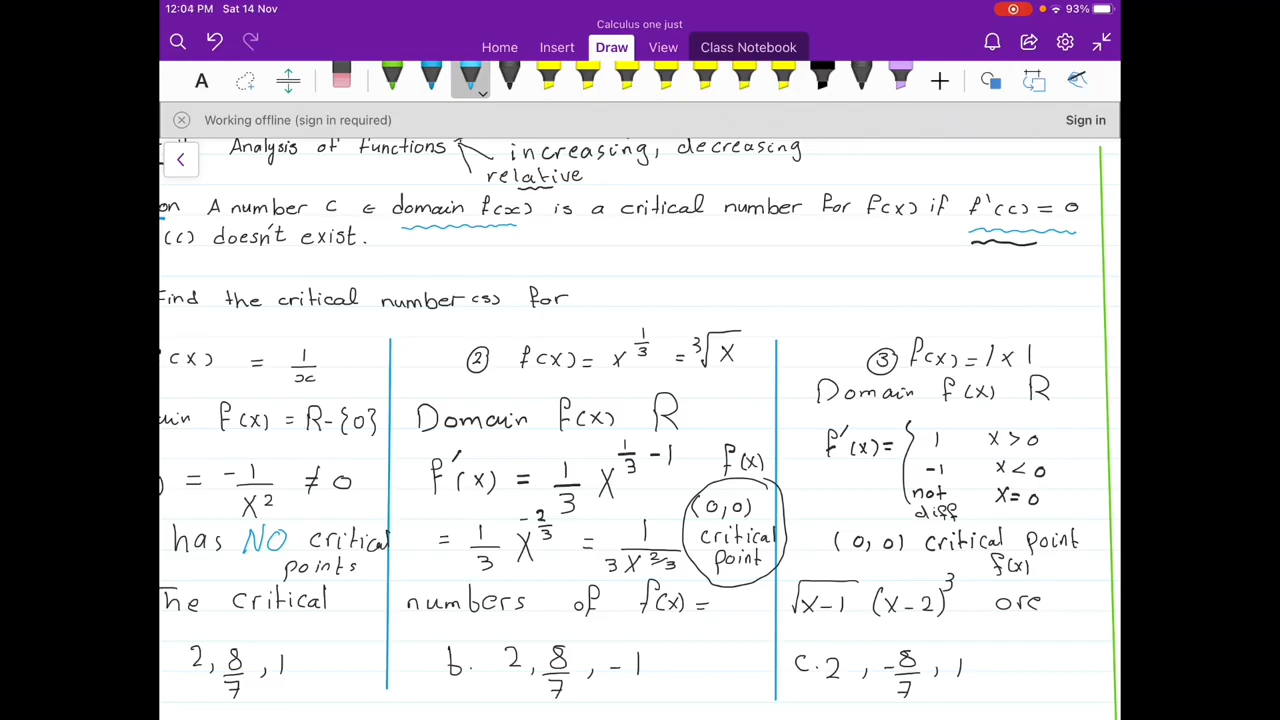 12:04 PM Sat 14 Nov
93%
Calculus one just
Home Insert Draw View Class Notebook
A
Working offline (sign in required)
Sign in
Analysis of Functions increasing, decreasing
relative
on A number c ∈ domain f(x) is a critical number for f(x) if f'(c) = 0
(c) doesn't exist.
Find the critical number(s) for
(x) = 1/x
② f(x) = x^(1/3) = ∛x
③ f(x) = |x|
ain f(x) = R-{0}
Domain f(x) R
Domain f(x) R
) = -1/x² ≠ 0
f'(x) = 1/3 x^(1/3 - 1)
= 1/3 x^(-2/3) = 1/(3x^(2/3))
f(x)
(0,0)
critical
point
f'(x) = { 1 x > 0
-1 x < 0
not diff x = 0
has NO critical
points
(0,0) critical point
f(x)
The critical numbers of f(x) = √(x-1) (x-2)³ are
2, 8/7, 1
b. 2, 8/7, -1
c. 2, -8/7, 1